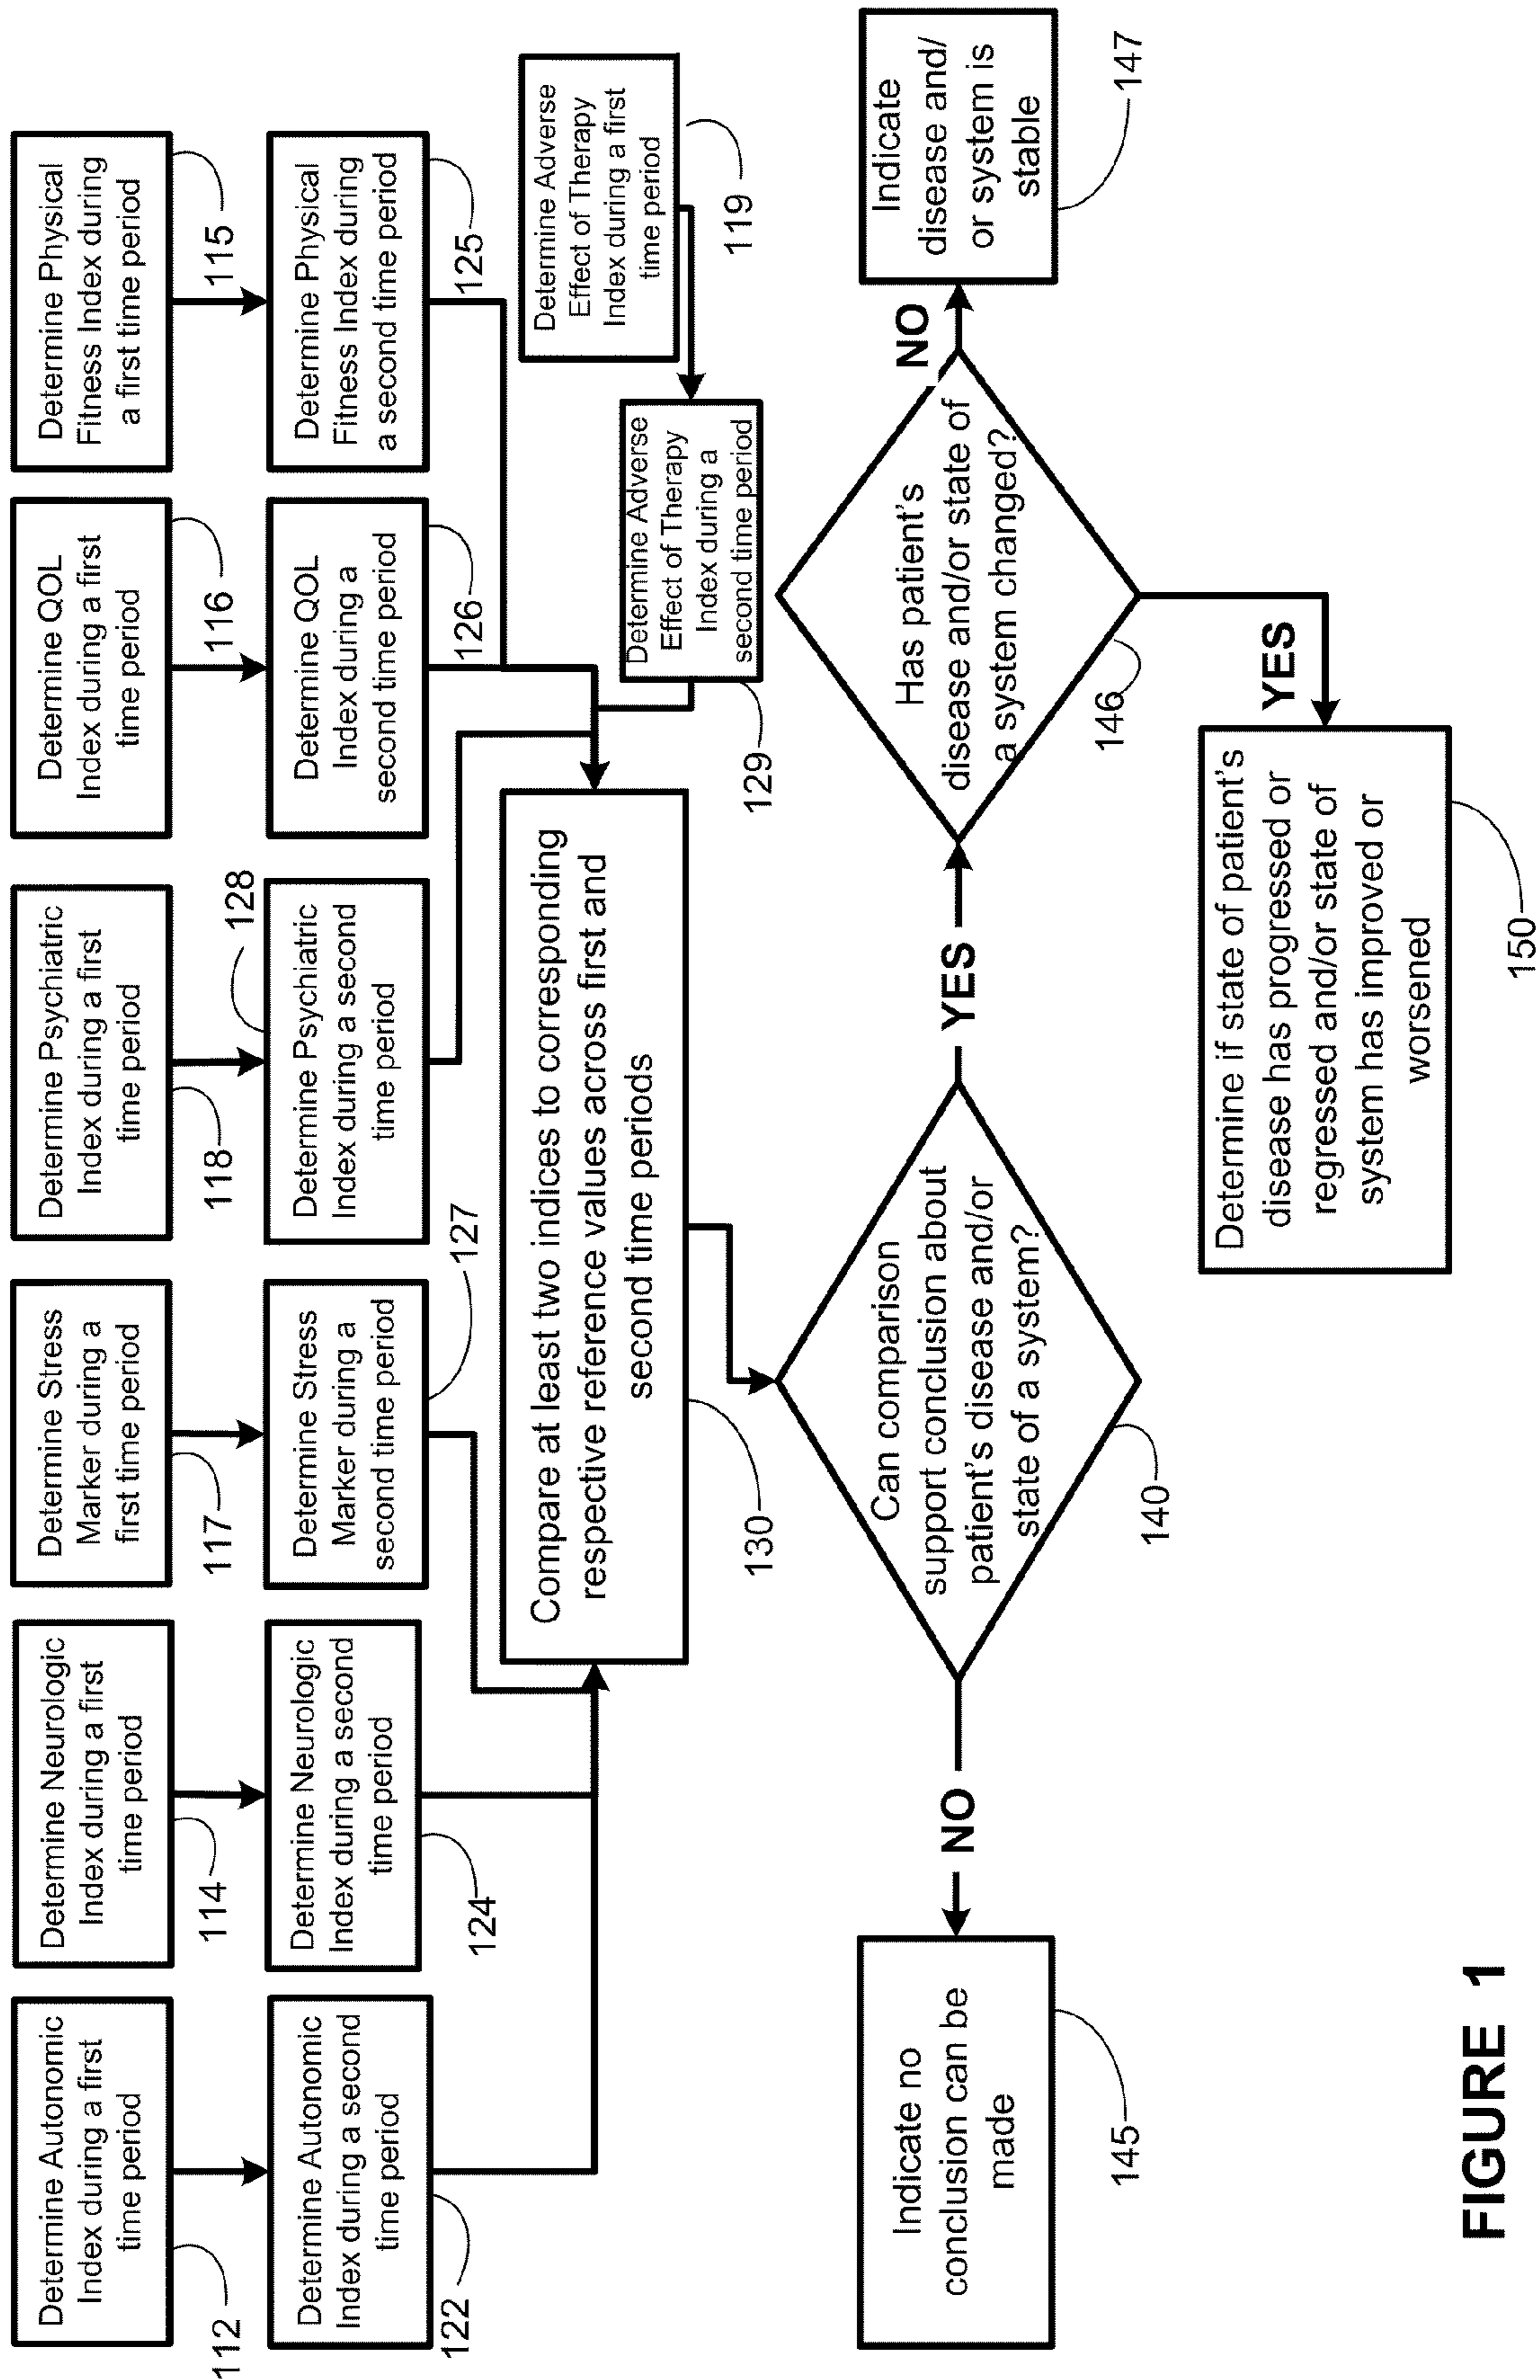 Determine Autonomic
Index during a first
time period
112
Determine Neurologic
Index during a first
time period
114
Determine Stress
Marker during a
first time period
117
Determine Psychiatric
Index during a first
time period
118
Determine QOL
Index during a first
time period
116
Determine Physical
Fitness Index during
a first time period
115
Determine Autonomic
Index during a second
time period
122
Determine Neurologic
Index during a second
time period
124
Determine Stress
Marker during a
second time period
127
Determine Psychiatric
Index during a second
time period
128
Determine QOL
Index during a
second time period
126
Determine Physical
Fitness Index during
a second time period
125
Determine Adverse
Effect of Therapy
Index during a first
time period
119
Determine Adverse
Effect of Therapy
Index during a
second time period
129
Compare at least two indices to corresponding
respective reference values across first and
second time periods
130
Can comparison
support conclusion about
patient's disease and/or
state of a system?
140
NO
Indicate no
conclusion can be
made
145
YES
Has patient's
disease and/or state of
a system changed?
146
NO
Indicate
disease and/
or system is
stable
147
YES
Determine if state of patient's
disease has progressed or
regressed and/or state of
system has improved or
worsened
150
FIGURE 1